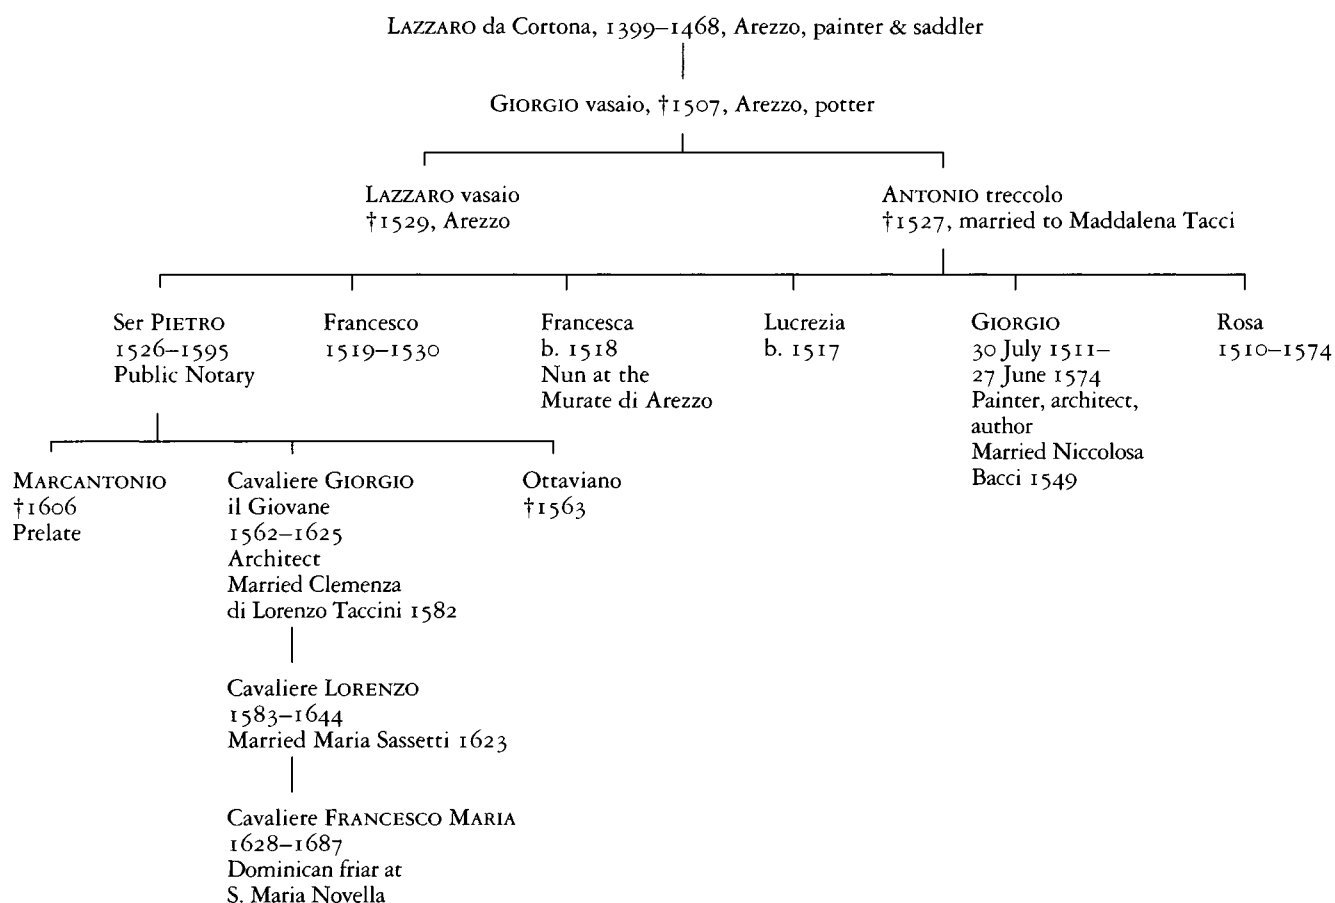 LAZZARO da Cortona, 1399–1468, Arezzo, painter & saddler
GIORGIO vasaio, †1507, Arezzo, potter
LAZZARO vasaio
†1529, Arezzo
ANTONIO treccolo
†1527, married to Maddalena Tacci
Ser PIETRO
1526–1595
Public Notary
Francesco
1519–1530
Francesca
b. 1518
Nun at the
Murate di Arezzo
Lucrezia
b. 1517
GIORGIO
30 July 1511–
27 June 1574
Painter, architect,
author
Married Niccolosa
Bacci 1549
Rosa
1510–1574
MARCANTONIO
†1606
Prelate
Cavaliere GIORGIO
il Giovane
1562–1625
Architect
Married Clemenza
di Lorenzo Taccini 1582
Ottaviano
†1563
Cavaliere LORENZO
1583–1644
Married Maria Sassetti 1623
Cavaliere FRANCESCO MARIA
1628–1687
Dominican friar at
S. Maria Novella